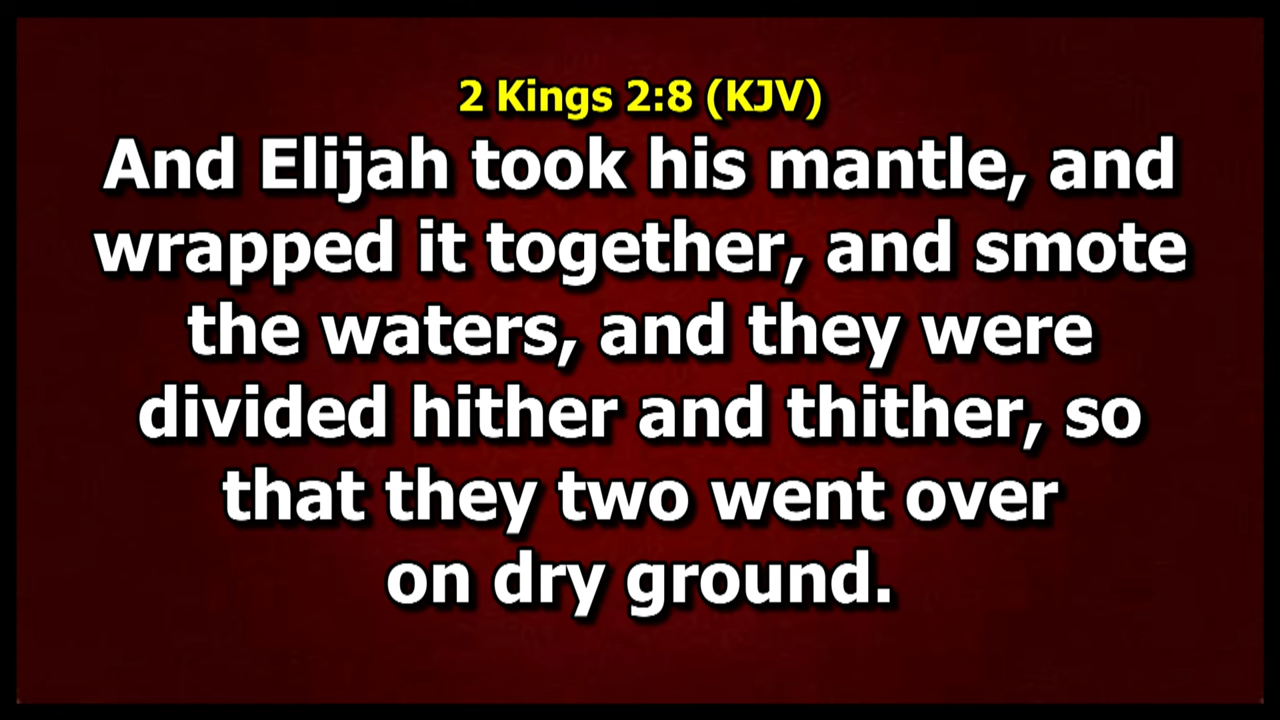 2 Kings 2:8 (KJV)
And Elijah took his mantle, and
wrapped it together, and smote
the waters, and they were
divided hither and thither, so
that they two went over
on dry ground.